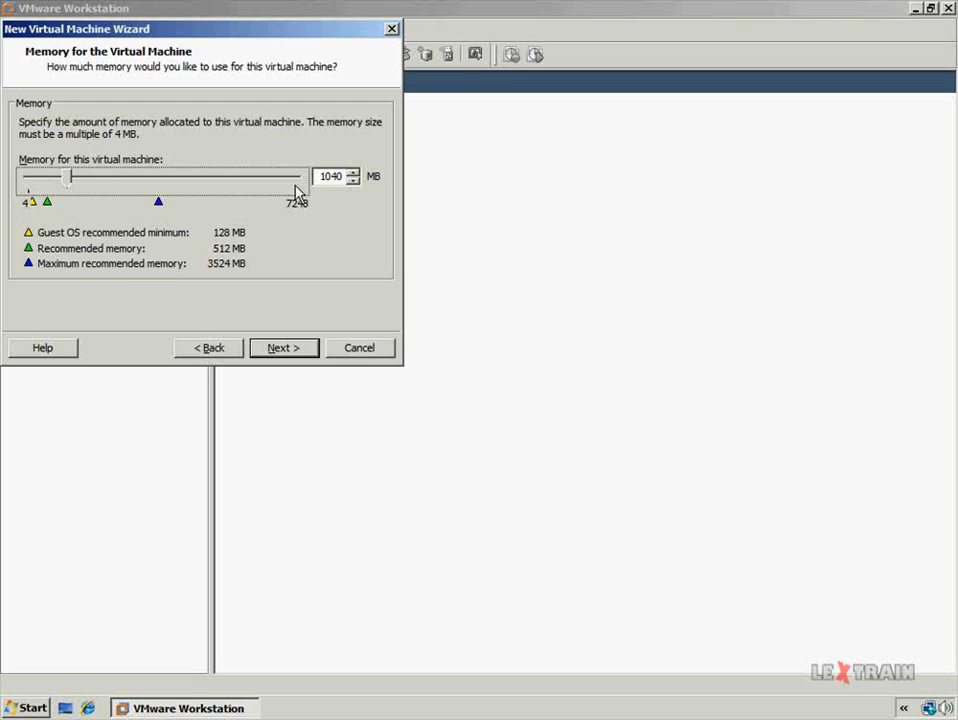 VMware Workstation
New Virtual Machine Wizard
Memory for the Virtual Machine
How much memory would you like to use for this virtual machine?
Memory
Specify the amount of memory allocated to this virtual machine. The memory size
must be a multiple of 4 MB.
Memory for this virtual machine:
1040 MB
4 7248
Guest OS recommended minimum: 128 MB
Recommended memory: 512 MB
Maximum recommended memory: 3524 MB
Help < Back Next > Cancel
LEXTRAIN
Start VMware Workstation «